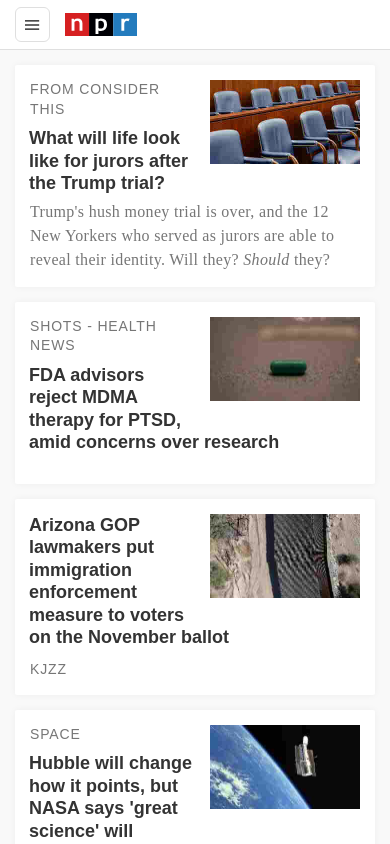 npr
FROM CONSIDER
THIS
What will life look
like for jurors after
the Trump trial?
Trump's hush money trial is over, and the 12
New Yorkers who served as jurors are able to
reveal their identity. Will they? Should they?
SHOTS - HEALTH
NEWS
FDA advisors
reject MDMA
therapy for PTSD,
amid concerns over research
Arizona GOP
lawmakers put
immigration
enforcement
measure to voters
on the November ballot
KJZZ
SPACE
Hubble will change
how it points, but
NASA says 'great
science' will